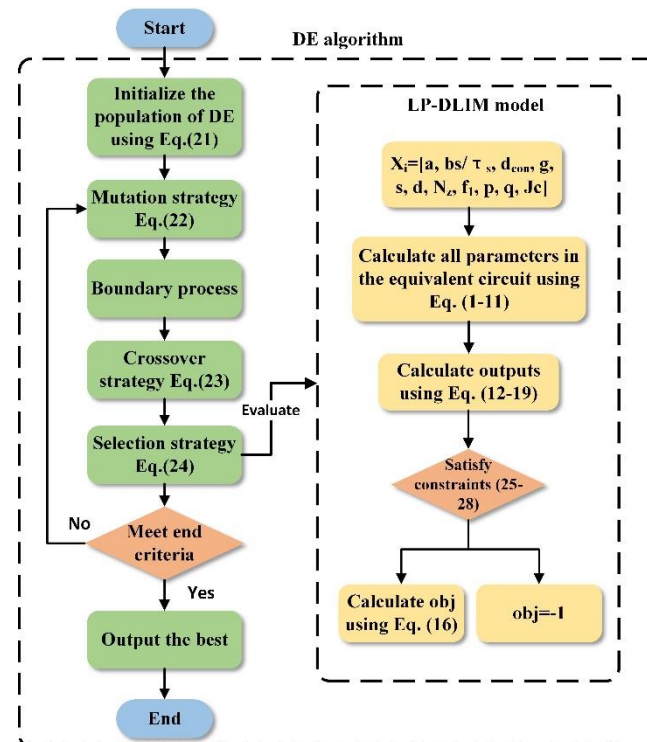 Start
DE algorithm
Initialize the
population of DE
using Eq.(21)
Mutation strategy
Eq.(22)
Boundary process
Crossover
strategy Eq.(23)
Evaluate
Selection strategy
Eq.(24)
No
Meet end
criteria
Yes
Output the best
End
LP-DLIM model
Xi=[a, bs/ τ s, dcon, g,
s, d, Nz, f1, p, q, Jc]
Calculate all parameters in
the equivalent circuit using
Eq. (1-11)
Calculate outputs
using Eq. (12-19)
Satisfy
constraints (25-
28)
Calculate obj
using Eq. (16)
obj=-1